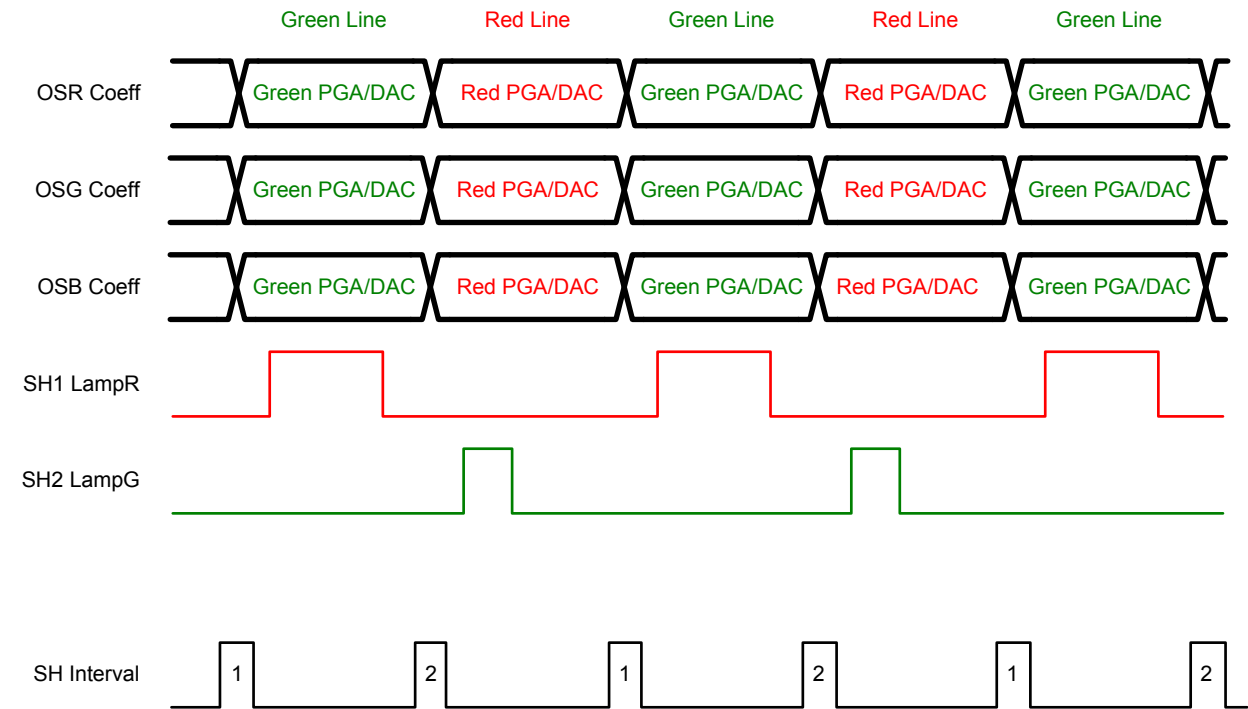 Green Line Red Line Green Line Red Line Green Line
OSR Coeff Green PGA/DAC Red PGA/DAC Green PGA/DAC Red PGA/DAC Green PGA/DAC
OSG Coeff Green PGA/DAC Red PGA/DAC Green PGA/DAC Red PGA/DAC Green PGA/DAC
OSB Coeff Green PGA/DAC Red PGA/DAC Green PGA/DAC Red PGA/DAC Green PGA/DAC
SH1 LampR
SH2 LampG
SH Interval 1 2 1 2 1 2